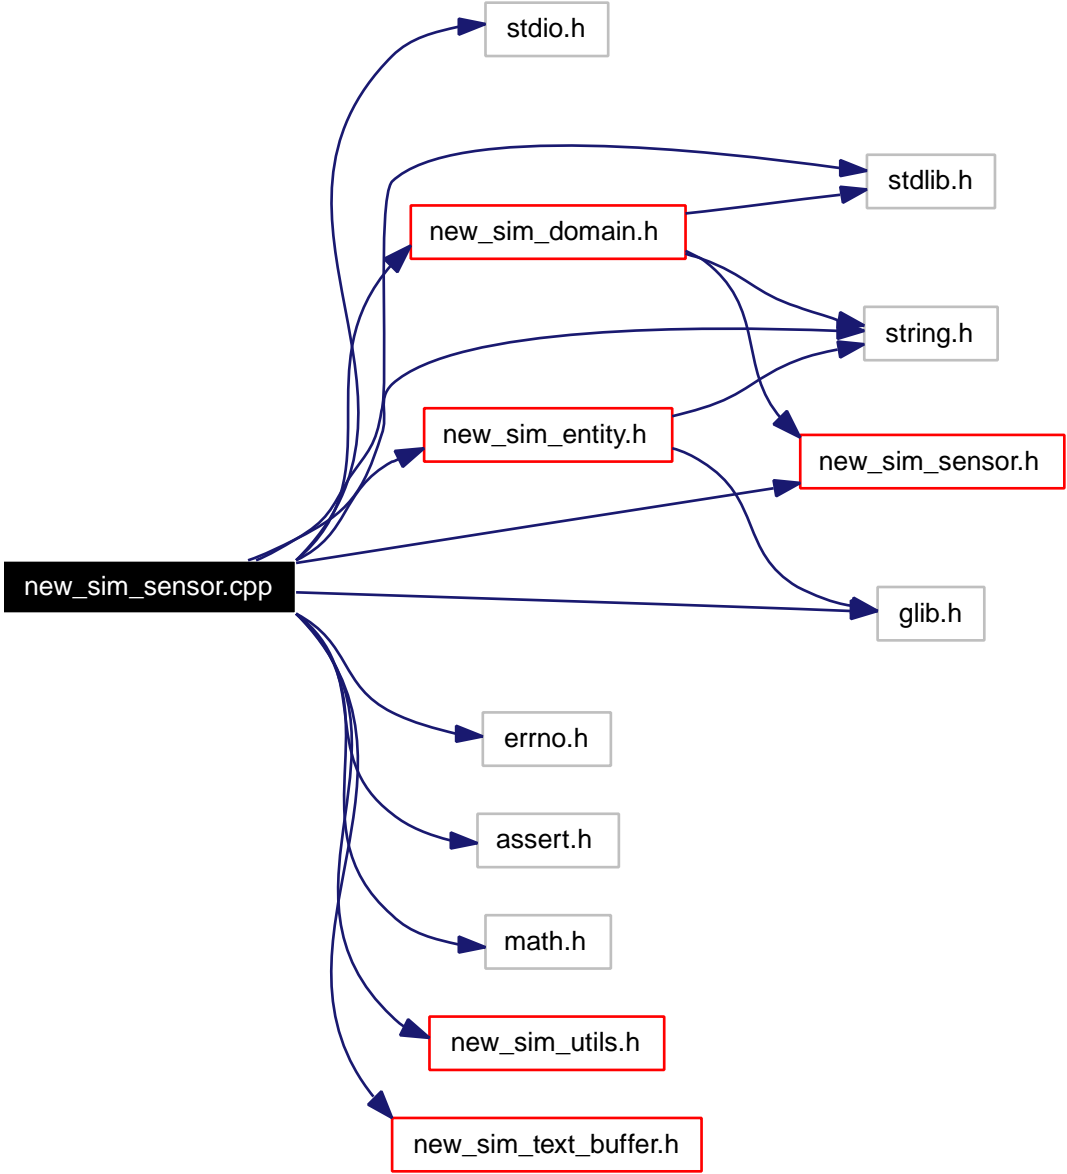 stdio.h
stdlib.h
new_sim_domain.h
string.h
new_sim_entity.h
new_sim_sensor.h
new_sim_sensor.cpp
glib.h
errno.h
assert.h
math.h
new_sim_utils.h
new_sim_text_buffer.h